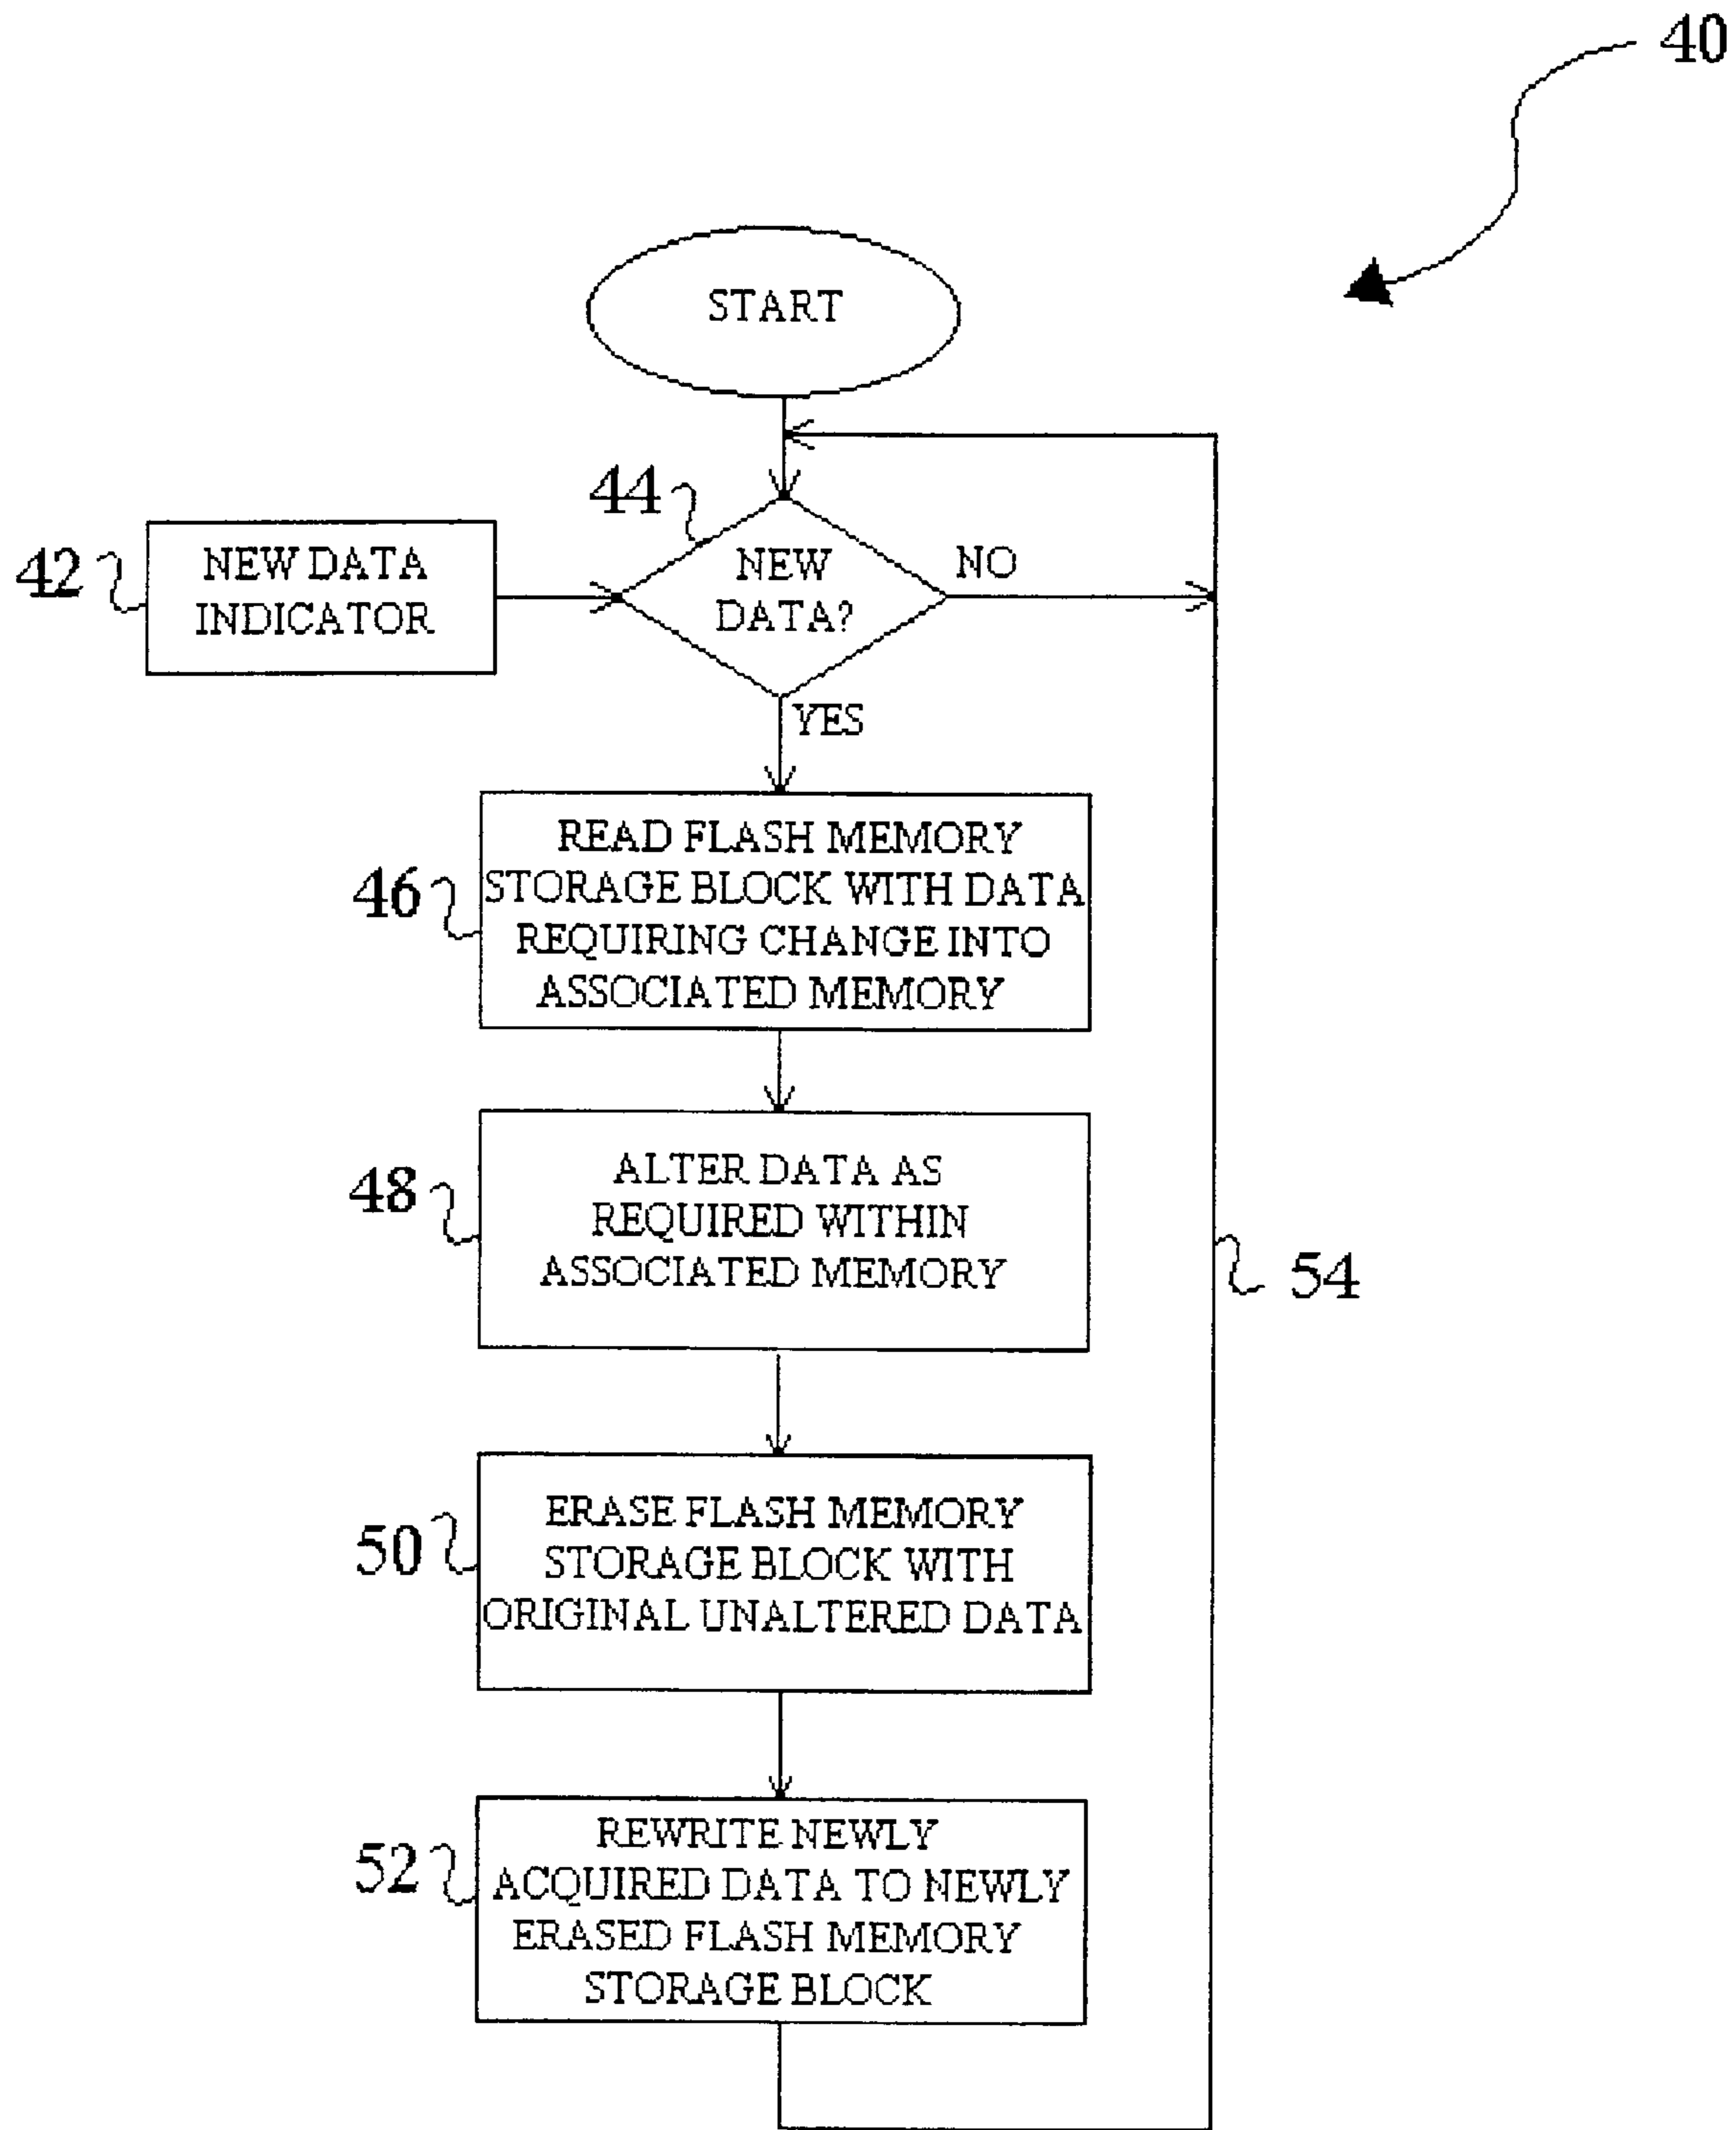 40
START
44
42
NEW DATA
INDICATOR
NEW
DATA?
NO
YES
46
READ FLASH MEMORY
STORAGE BLOCK WITH DATA
REQUIRING CHANGE INTO
ASSOCIATED MEMORY
48
ALTER DATA AS
REQUIRED WITHIN
ASSOCIATED MEMORY
54
50
ERASE FLASH MEMORY
STORAGE BLOCK WITH
ORIGINAL UNALTERED DATA
52
REWRITE NEWLY
ACQUIRED DATA TO NEWLY
ERASED FLASH MEMORY
STORAGE BLOCK